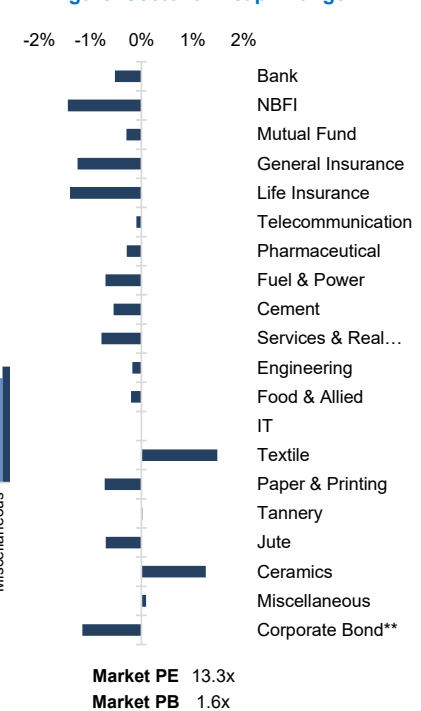 -2% -1% 0% 1% 2%
Bank
NBFI
Mutual Fund
General Insurance
Life Insurance
Telecommunication
Pharmaceutical
Fuel & Power
Cement
Services & Real…
Engineering
Food & Allied
IT
Textile
Paper & Printing
Tannery
Jute
Ceramics
Miscellaneous
Corporate Bond**
Market PE 13.3x
Market PB 1.6x
Miscellaneous